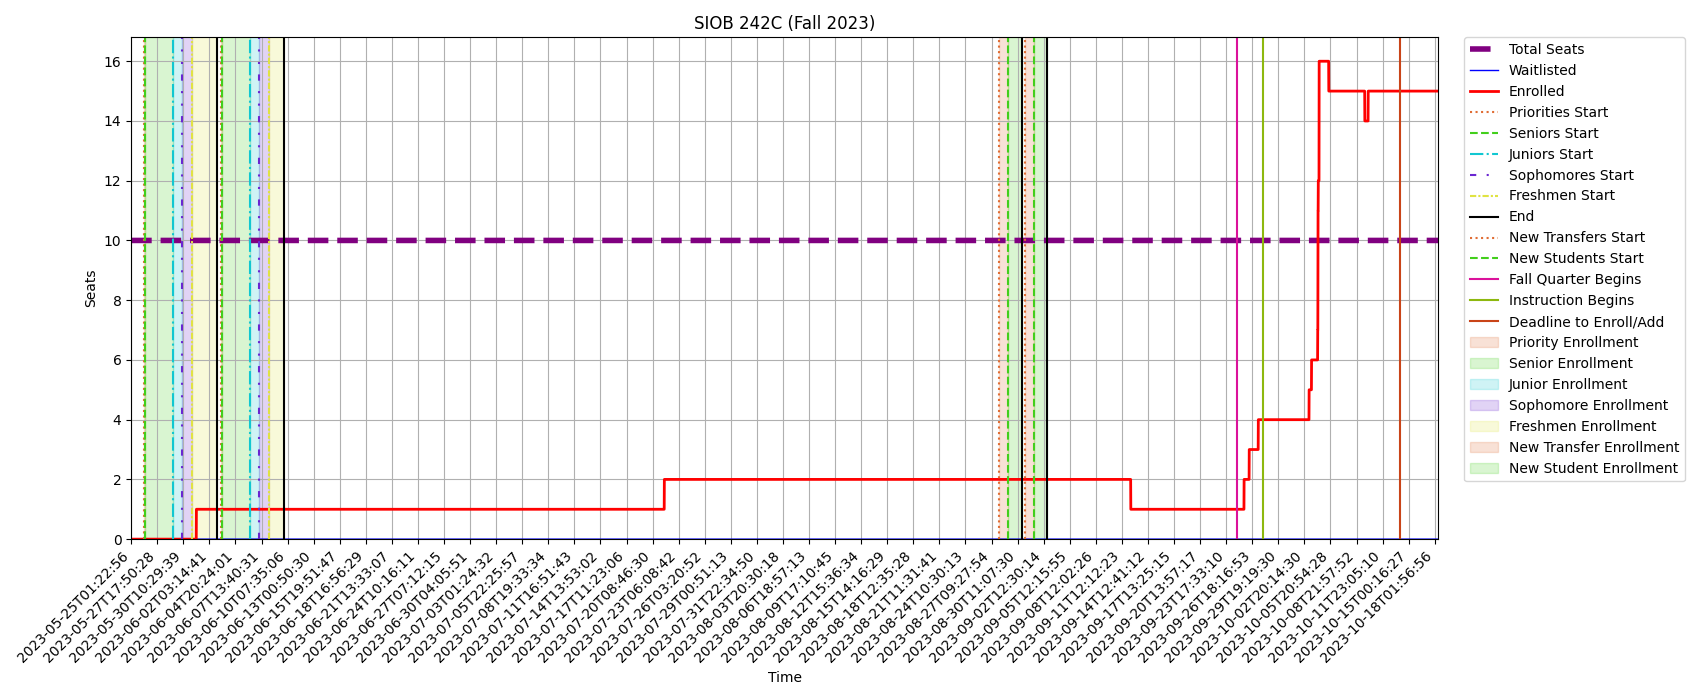 SIOB 242C (Fall 2023)
Seats
16
14
12
10
8
6
4
2
0
2023-05-25T01:22:56
2023-05-27T17:50:28
2023-05-30T10:29:39
2023-06-02T03:14:41
2023-06-04T20:24:01
2023-06-07T13:40:31
2023-06-10T07:35:06
2023-06-13T00:50:30
2023-06-15T19:51:47
2023-06-18T16:56:29
2023-06-21T13:33:07
2023-06-24T10:16:11
2023-06-27T07:12:15
2023-06-30T04:05:51
2023-07-03T01:24:32
2023-07-05T22:25:57
2023-07-08T19:33:34
2023-07-11T16:51:43
2023-07-14T13:53:02
2023-07-17T11:23:06
2023-07-20T08:46:30
2023-07-23T06:08:42
2023-07-26T03:20:52
2023-07-29T00:51:13
2023-07-31T22:34:50
2023-08-03T20:30:18
2023-08-06T18:57:13
2023-08-09T17:10:45
2023-08-12T15:36:34
2023-08-15T14:16:29
2023-08-18T12:35:28
2023-08-21T11:31:41
2023-08-24T10:30:13
2023-08-27T09:27:54
2023-08-30T11:07:30
2023-09-02T12:30:14
2023-09-05T12:15:55
2023-09-08T12:02:26
2023-09-11T12:12:23
2023-09-14T12:41:12
2023-09-17T13:25:15
2023-09-20T13:57:17
2023-09-23T17:33:10
2023-09-26T18:16:53
2023-09-29T19:19:30
2023-10-02T20:14:30
2023-10-05T20:54:28
2023-10-08T21:57:52
2023-10-11T23:05:10
2023-10-15T00:16:27
2023-10-18T01:56:56
Time
Total Seats
Waitlisted
Enrolled
Priorities Start
Seniors Start
Juniors Start
Sophomores Start
Freshmen Start
End
New Transfers Start
New Students Start
Fall Quarter Begins
Instruction Begins
Deadline to Enroll/Add
Priority Enrollment
Senior Enrollment
Junior Enrollment
Sophomore Enrollment
Freshmen Enrollment
New Transfer Enrollment
New Student Enrollment